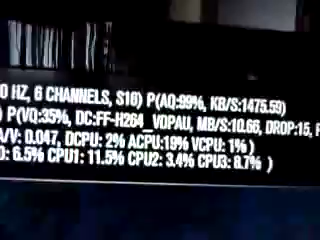 0 HZ, 6 CHANNELS, S16) P(AQ:99%, KB/S:1475.59)
) P(VQ:35%, DC:FF-H264_VDPAU, MB/S:10.66, DROP:15, P
A/V: 0.047, DCPU: 2% ACPU:19% VCPU: 1% )
0: 6.5% CPU1: 11.5% CPU2: 3.4% CPU3: 8.7% )